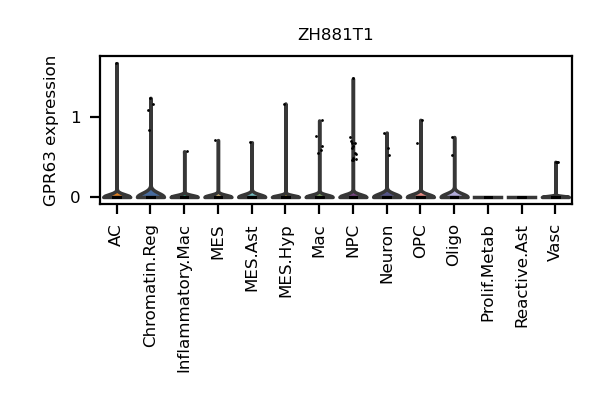 ZH881T1
GPR63 expression
1
0
AC
Chromatin.Reg
Inflammatory.Mac
MES
MES.Ast
MES.Hyp
Mac
NPC
Neuron
OPC
Oligo
Prolif.Metab
Reactive.Ast
Vasc